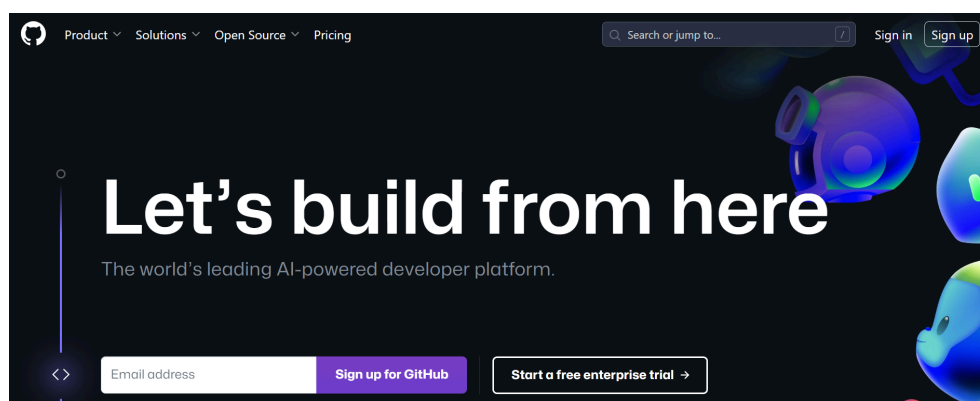 Product Solutions Open Source Pricing Search or jump to... / Sign in Sign up
Let’s build from here
The world’s leading AI-powered developer platform.
Email address Sign up for GitHub Start a free enterprise trial →